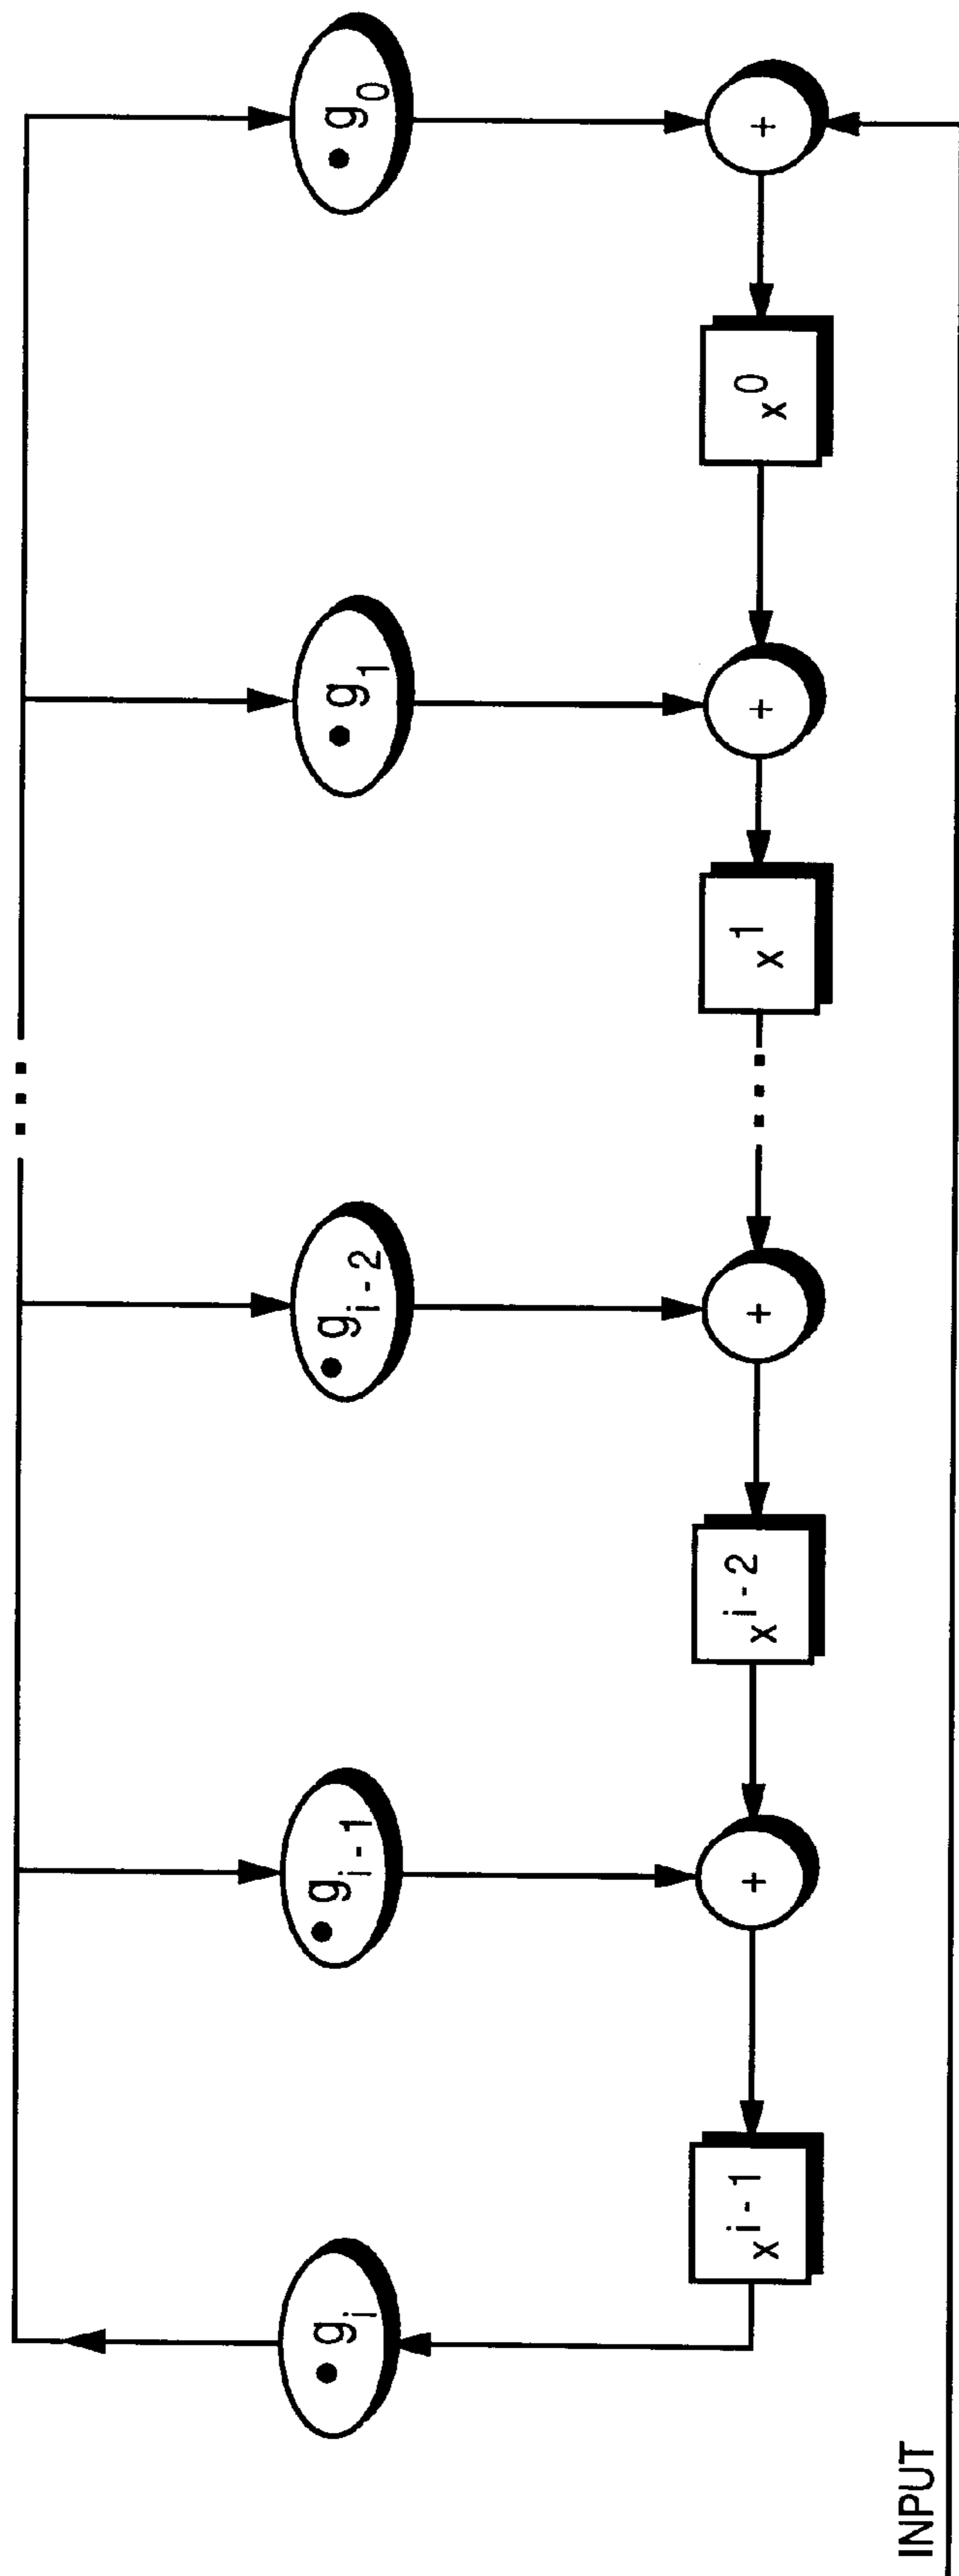 • gᵢ • gᵢ₋₁ • gᵢ₋₂ ... • g₁ • g₀
xⁱ⁻¹ + xⁱ⁻² + ... x¹ + x⁰ +
INPUT